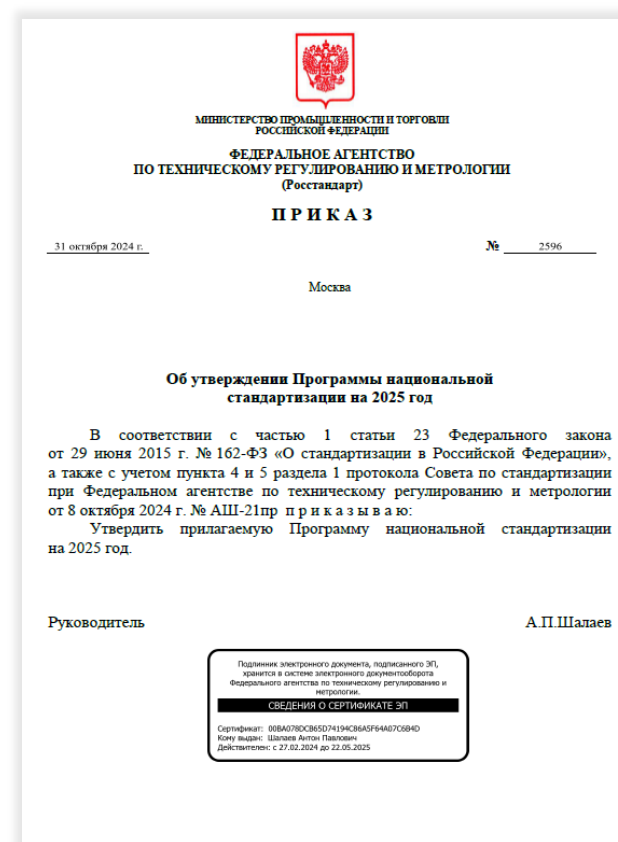 МИНИСТЕРСТВО ПРОМЫШЛЕННОСТИ И ТОРГОВЛИ
РОССИЙСКОЙ ФЕДЕРАЦИИ
ФЕДЕРАЛЬНОЕ АГЕНТСТВО
ПО ТЕХНИЧЕСКОМУ РЕГУЛИРОВАНИЮ И МЕТРОЛОГИИ
(Росстандарт)
П Р И К А З
31 октября 2024 г. № 2596
Москва
Об утверждении Программы национальной
стандартизации на 2025 год
В соответствии с частью 1 статьи 23 Федерального закона
от 29 июня 2015 г. № 162-ФЗ «О стандартизации в Российской Федерации»,
а также с учетом пункта 4 и 5 раздела 1 протокола Совета по стандартизации
при Федеральном агентстве по техническому регулированию и метрологии
от 8 октября 2024 г. № АШ-21пр п р и к а з ы в а ю:
Утвердить прилагаемую Программу национальной стандартизации
на 2025 год.
Руководитель А.П.Шалаев
Подлинник электронного документа, подписанного ЭП,
хранится в системе электронного документооборота
Федерального агентства по техническому регулированию и
метрологии.
СВЕДЕНИЯ О СЕРТИФИКАТЕ ЭП
Сертификат: 00BA078DCB65D74194CB6A5F64A07C6B4D
Кому выдан: Шалаев Антон Павлович
Действителен: с 27.02.2024 до 22.05.2025